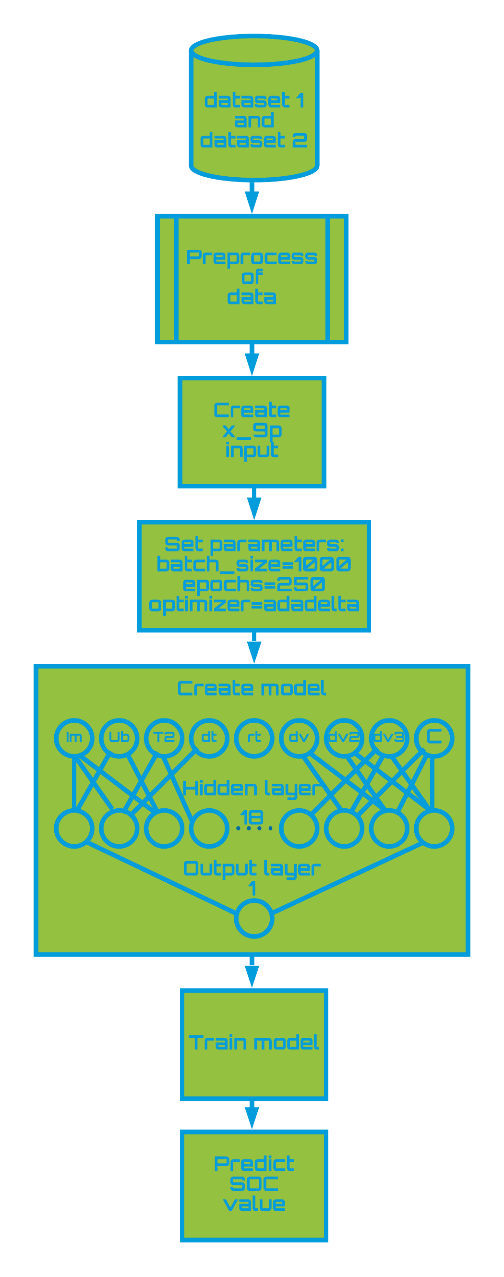 dataset 1
and
dataset 2
Preprocess
of
data
Create
x_9p
input
Set parameters:
batch_size=1000
epochs=250
optimizer=adadelta
Create model
Im Ub T2 dt rt dv dv2 dv3 C
Hidden layer
18
Output layer
1
Train model
Predict
SOC
value